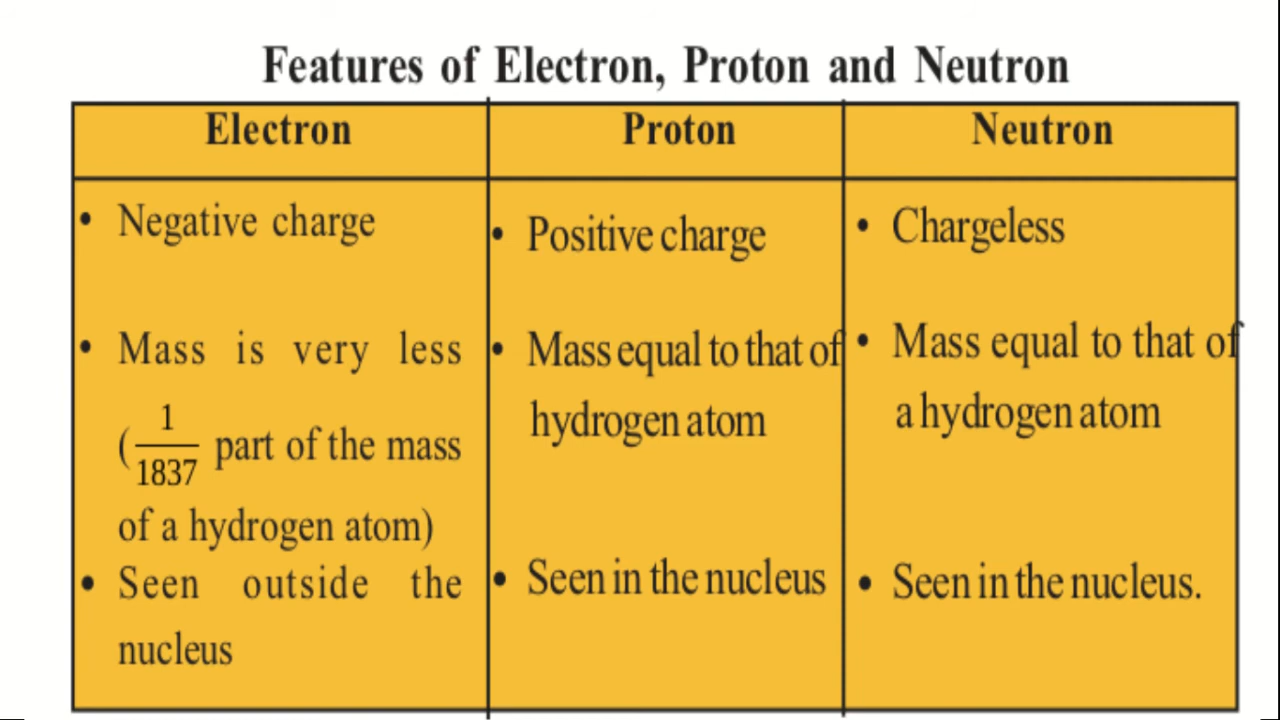 Features of Electron, Proton and Neutron
Electron
Proton
Neutron
• Negative charge
• Mass is very less
(1/1837 part of the mass
of a hydrogen atom)
• Seen outside the
nucleus
• Positive charge
• Mass equal to that of
hydrogen atom
• Seen in the nucleus
• Chargeless
• Mass equal to that of
a hydrogen atom
• Seen in the nucleus.